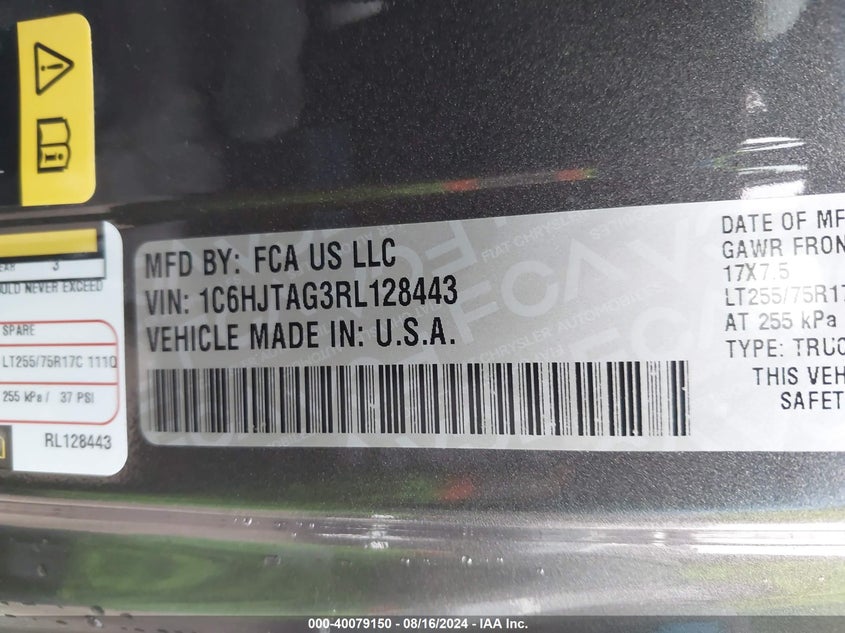 EAR 3
OULD NEVER EXCEED
SPARE
LT255/75R17C 111Q
255 kPa / 37 PSI
RL128443
MFD BY: FCA US LLC
VIN: 1C6HJTAG3RL128443
VEHICLE MADE IN: U.S.A.
DATE OF MF
GAWR FRON
17X7.5
LT255/75R17
AT 255 kPa
TYPE: TRUC
THIS VEH
SAFET
000-40079150 - 08/16/2024 - IAA Inc.